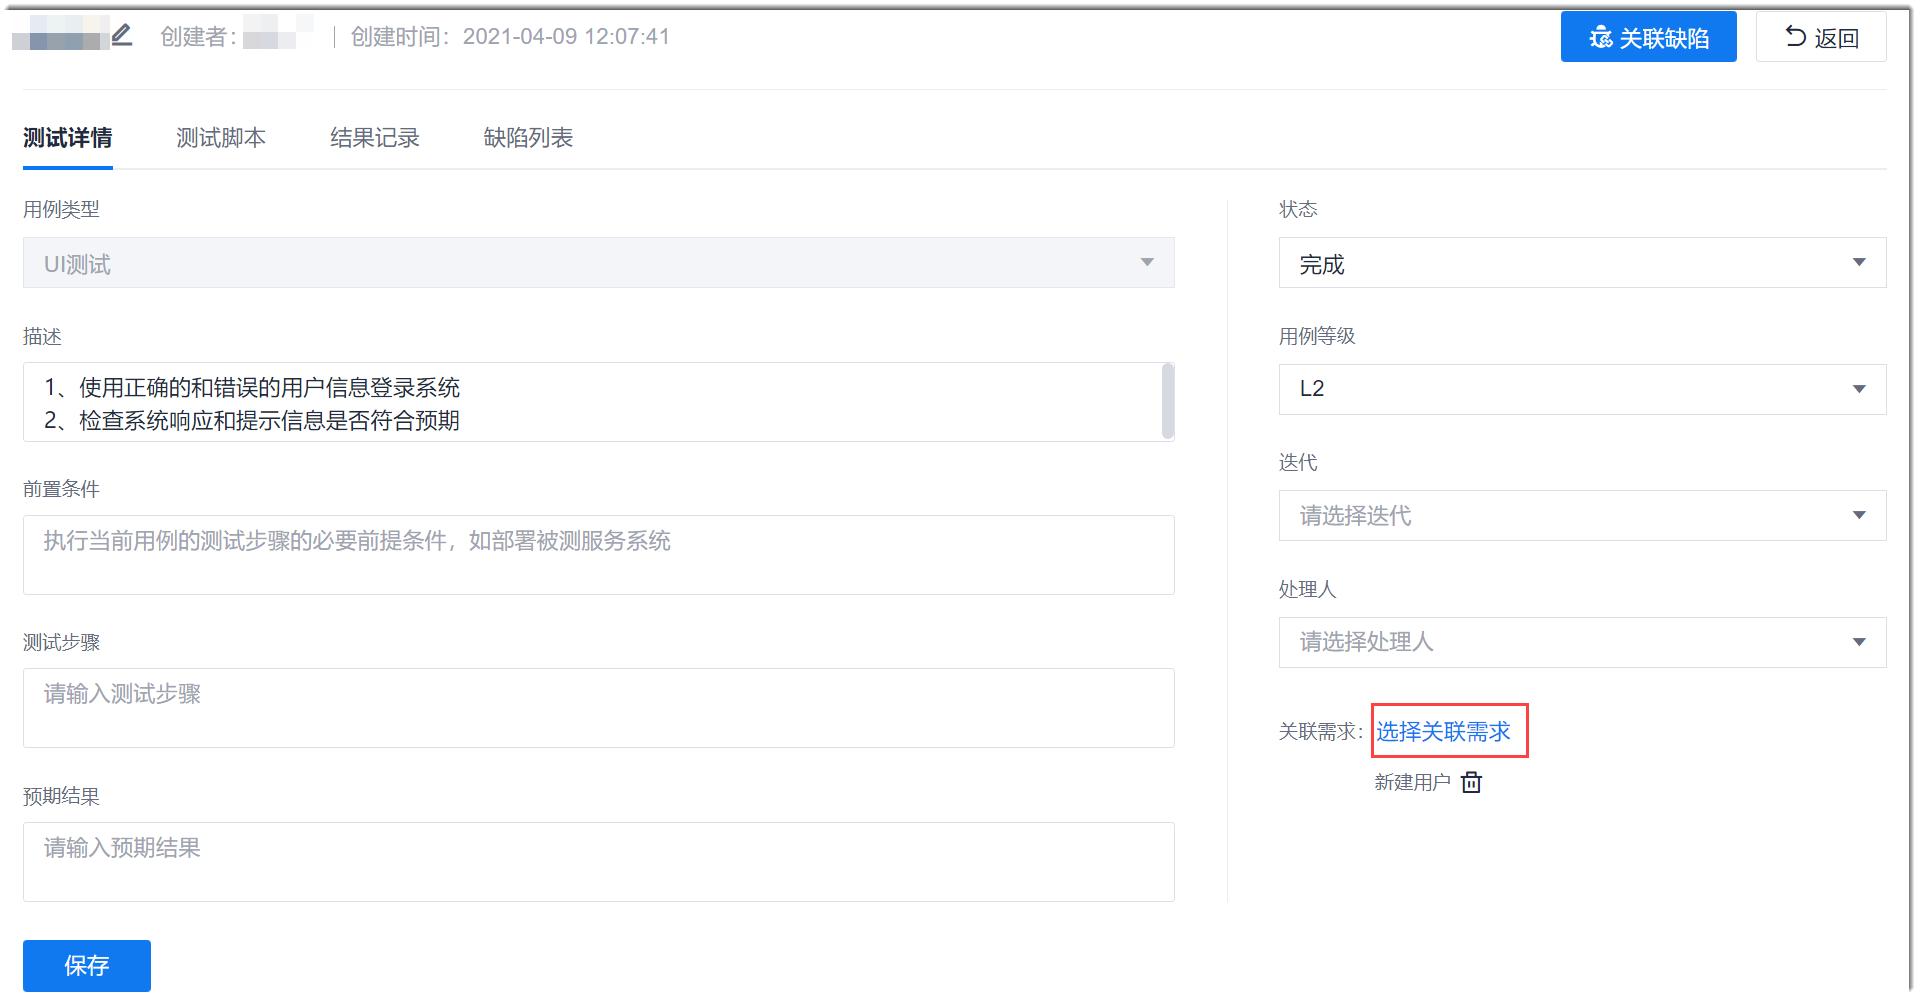 创建者： | 创建时间：2021-04-09 12:07:41
关联缺陷
返回
测试详情 测试脚本 结果记录 缺陷列表
用例类型
UI测试
描述
1、使用正确的和错误的用户信息登录系统
2、检查系统响应和提示信息是否符合预期
前置条件
执行当前用例的测试步骤的必要前提条件，如部署被测服务系统
测试步骤
请输入测试步骤
预期结果
请输入预期结果
保存
状态
完成
用例等级
L2
迭代
请选择迭代
处理人
请选择处理人
关联需求：选择关联需求
新建用户